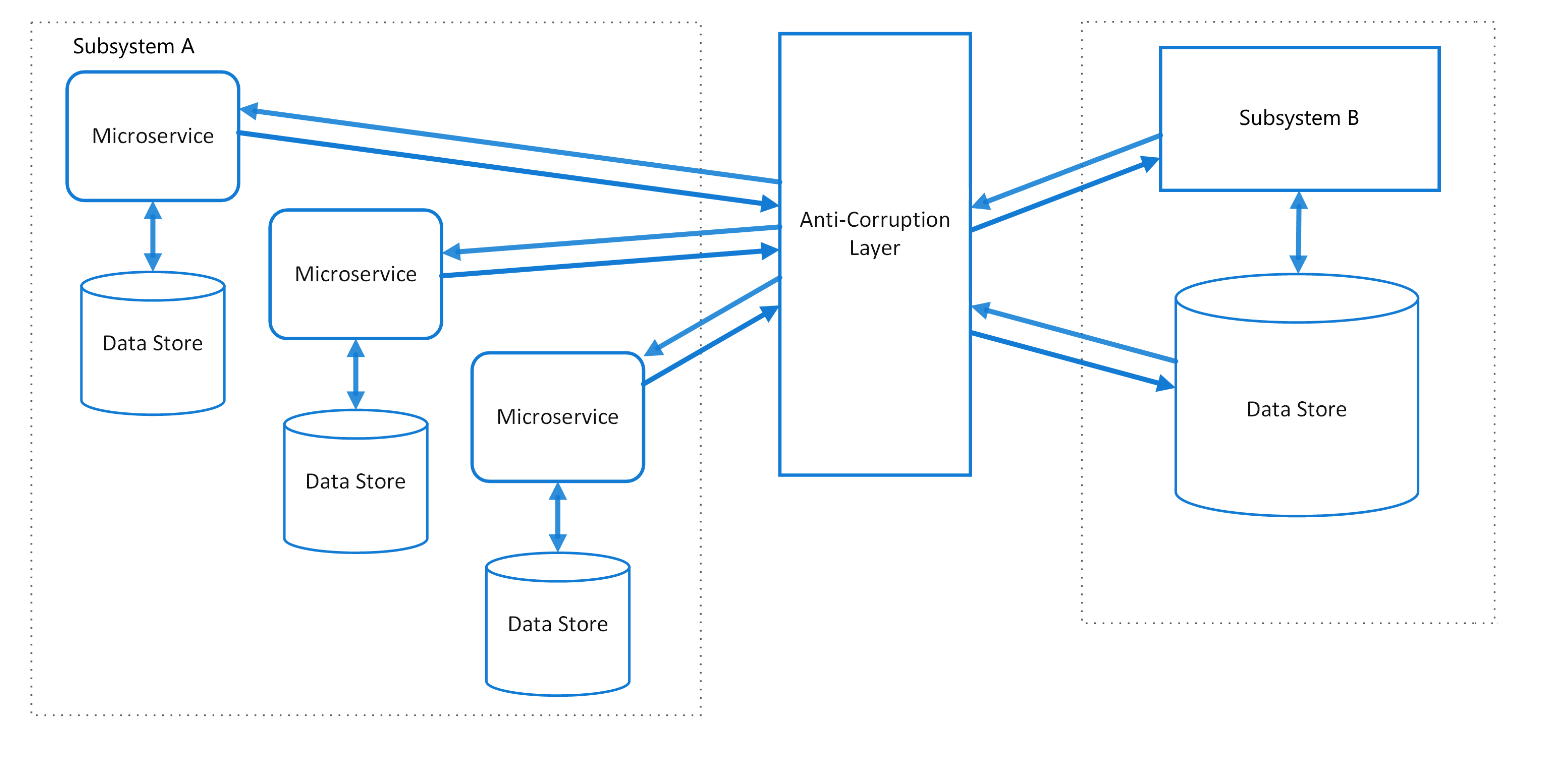 Subsystem A
Microservice
Data Store
Microservice
Data Store
Microservice
Data Store
Anti-Corruption
Layer
Subsystem B
Data Store